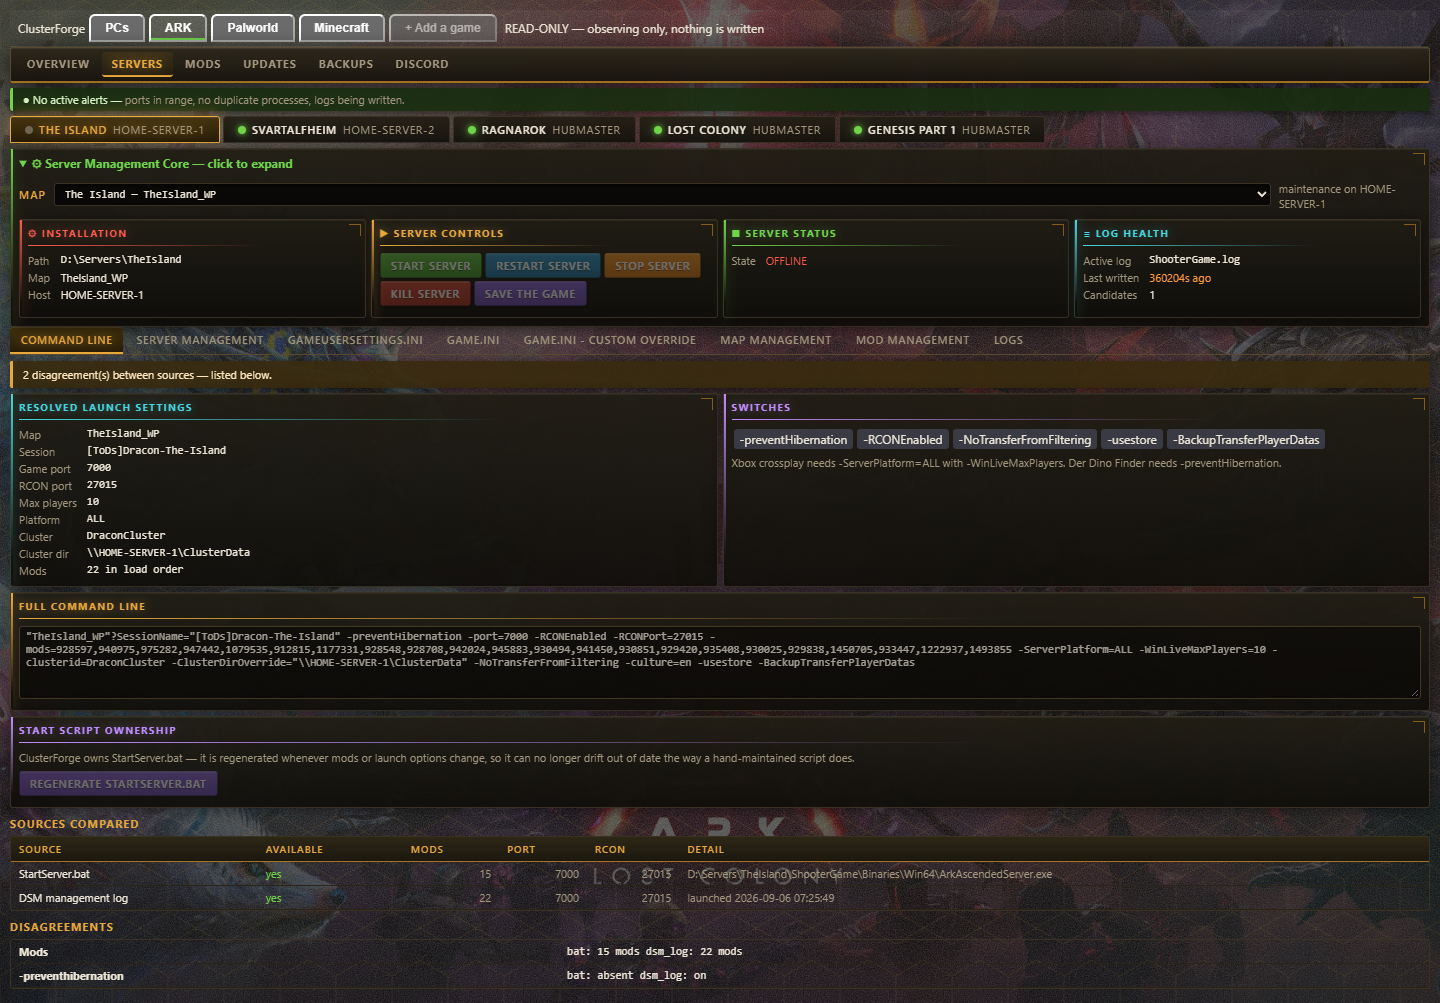 ClusterForge PCs ARK Palworld Minecraft + Add a game READ-ONLY — observing only, nothing is written
OVERVIEW SERVERS MODS UPDATES BACKUPS DISCORD
● No active alerts — ports in range, no duplicate processes, logs being written.
THE ISLAND HOME-SERVER-1 SVARTALFHEIM HOME-SERVER-2 RAGNAROK HUBMASTER LOST COLONY HUBMASTER GENESIS PART 1 HUBMASTER
▼ ⚙ Server Management Core — click to expand
MAP The Island — TheIsland_WP maintenance on HOME-
SERVER-1
⚙ INSTALLATION
Path D:\Servers\TheIsland
Map TheIsland_WP
Host HOME-SERVER-1
▶ SERVER CONTROLS
START SERVER RESTART SERVER STOP SERVER
KILL SERVER SAVE THE GAME
■ SERVER STATUS
State OFFLINE
≡ LOG HEALTH
Active log ShooterGame.log
Last written 360204s ago
Candidates 1
COMMAND LINE SERVER MANAGEMENT GAMEUSERSETTINGS.INI GAME.INI GAME.INI - CUSTOM OVERRIDE MAP MANAGEMENT MOD MANAGEMENT LOGS
2 disagreement(s) between sources — listed below.
RESOLVED LAUNCH SETTINGS
Map TheIsland_WP
Session [ToDs]Dracon-The-Island
Game port 7000
RCON port 27015
Max players 10
Platform ALL
Cluster DraconCluster
Cluster dir \\HOME-SERVER-1\ClusterData
Mods 22 in load order
SWITCHES
-preventHibernation -RCONEnabled -NoTransferFromFiltering -usestore -BackupTransferPlayerDatas
Xbox crossplay needs -ServerPlatform=ALL with -WinLiveMaxPlayers. Der Dino Finder needs -preventHibernation.
FULL COMMAND LINE
"TheIsland_WP"?SessionName="[ToDs]Dracon-The-Island" -preventHibernation -port=7000 -RCONEnabled -RCONPort=27015 -
mods=928597,940975,975282,947442,1079535,912815,1177331,928548,928708,942024,945883,930494,941450,930851,929420,935408,930025,929838,1450705,933447,1222937,1493855 -ServerPlatform=ALL -WinLiveMaxPlayers=10 -
clusterid=DraconCluster -ClusterDirOverride="\\HOME-SERVER-1\ClusterData" -NoTransferFromFiltering -culture=en -usestore -BackupTransferPlayerDatas
START SCRIPT OWNERSHIP
ClusterForge owns StartServer.bat — it is regenerated whenever mods or launch options change, so it can no longer drift out of date the way a hand-maintained script does.
REGENERATE STARTSERVER.BAT
ARK
SOURCES COMPARED
SOURCE AVAILABLE MODS PORT RCON DETAIL
LOST COLONY
StartServer.bat yes 15 7000 27015 D:\Servers\TheIsland\ShooterGame\Binaries\Win64\ArkAscendedServer.exe
DSM management log yes 22 7000 27015 launched 2026-09-06 07:25:49
DISAGREEMENTS
Mods bat: 15 mods dsm_log: 22 mods
-preventhibernation bat: absent dsm_log: on